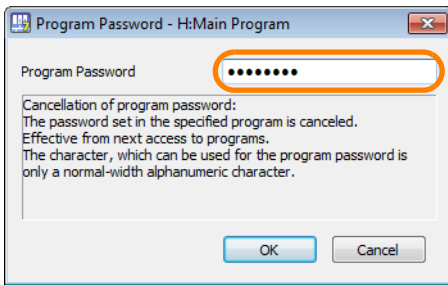 Program Password - H:Main Program
Program Password ••••••••
Cancellation of program password:
The password set in the specified program is canceled.
Effective from next access to programs.
The character, which can be used for the program password is
only a normal-width alphanumeric character.
OK Cancel